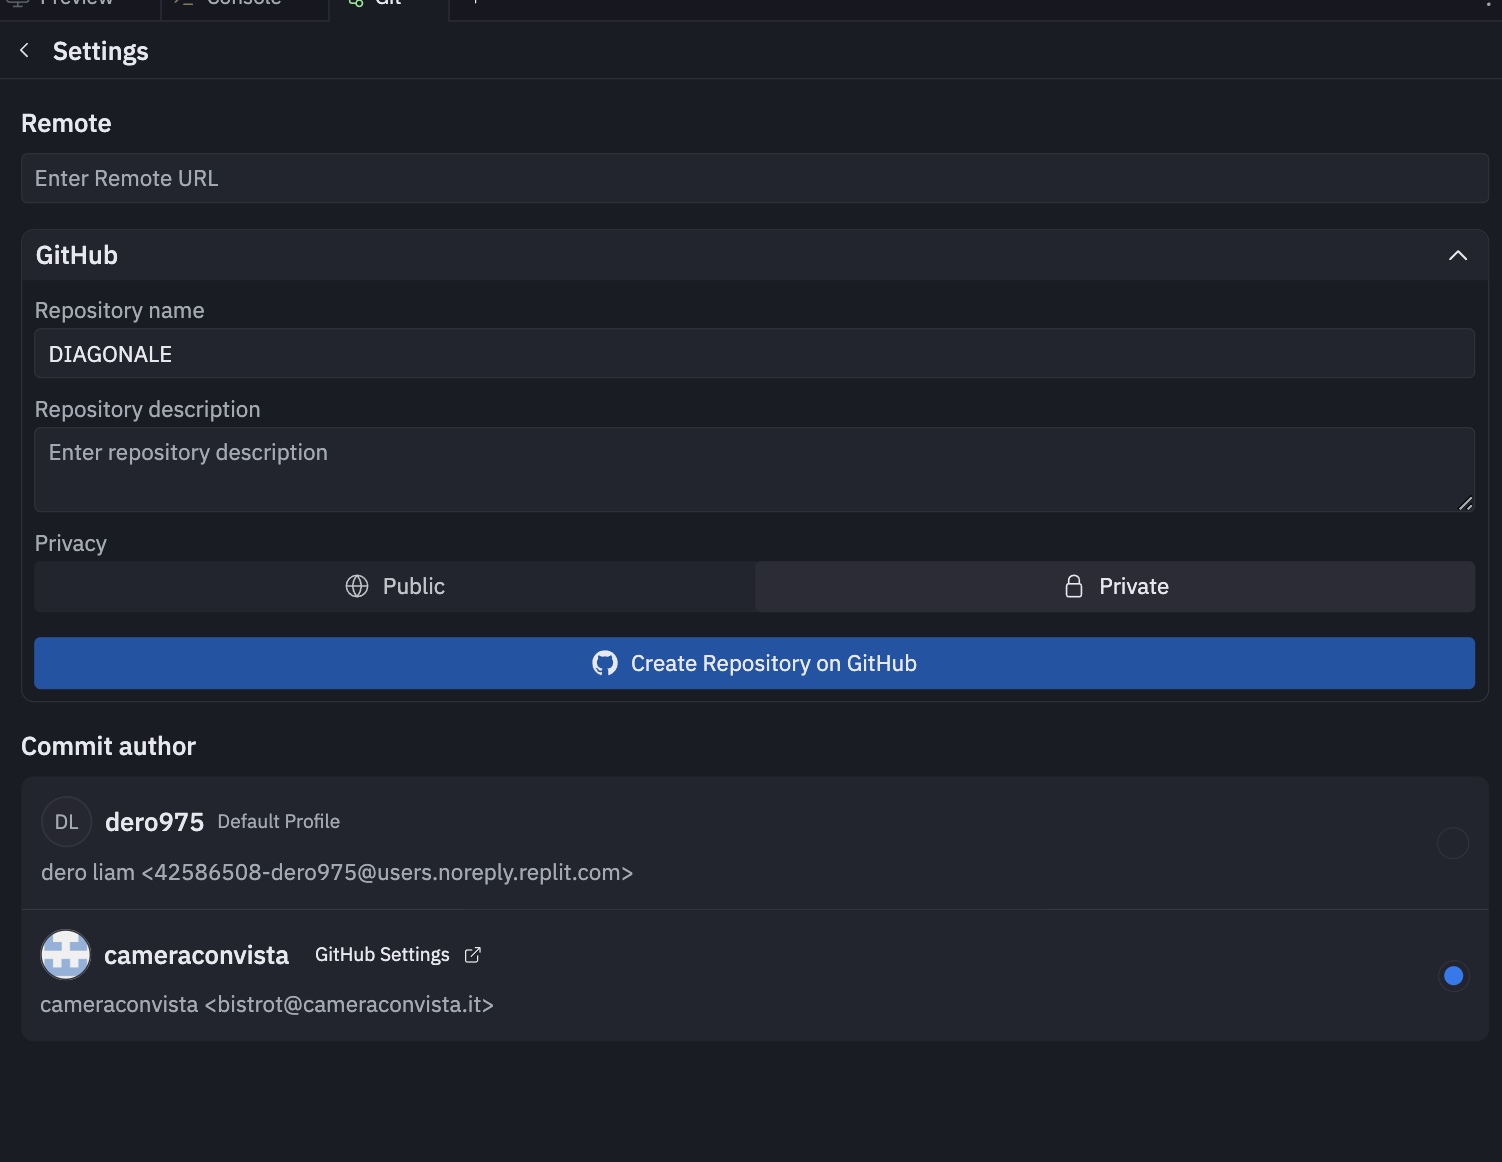 Preview
Console
Git
Settings
Remote
Enter Remote URL
GitHub
Repository name
DIAGONALE
Repository description
Enter repository description
Privacy
Public
Private
Create Repository on GitHub
Commit author
DL
dero975 Default Profile
dero liam <42586508-dero975@users.noreply.replit.com>
cameraconvista GitHub Settings
cameraconvista <bistrot@cameraconvista.it>